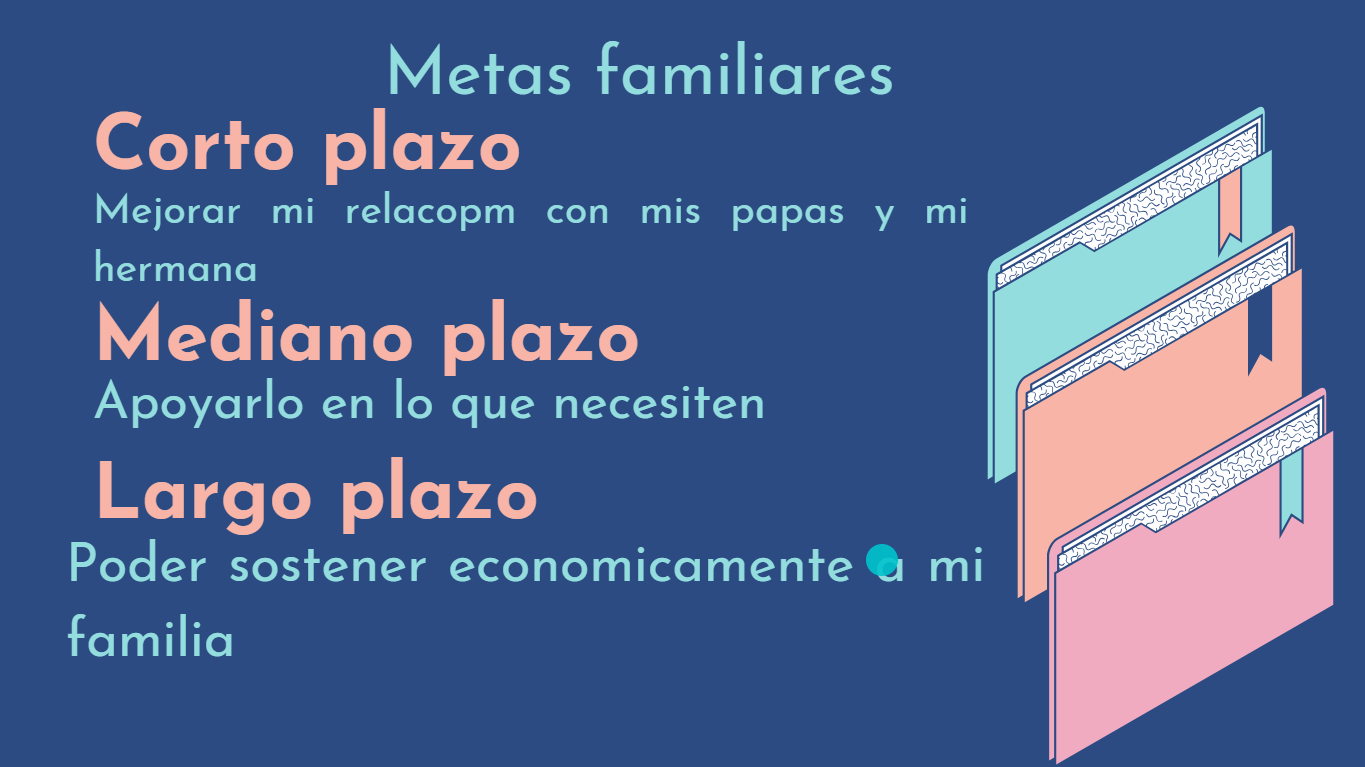 Metas familiares
Corto plazo
Mejorar mi relacopm con mis papas y mi
hermana
Mediano plazo
Apoyarlo en lo que necesiten
Largo plazo
Poder sostener economicamente a mi
familia